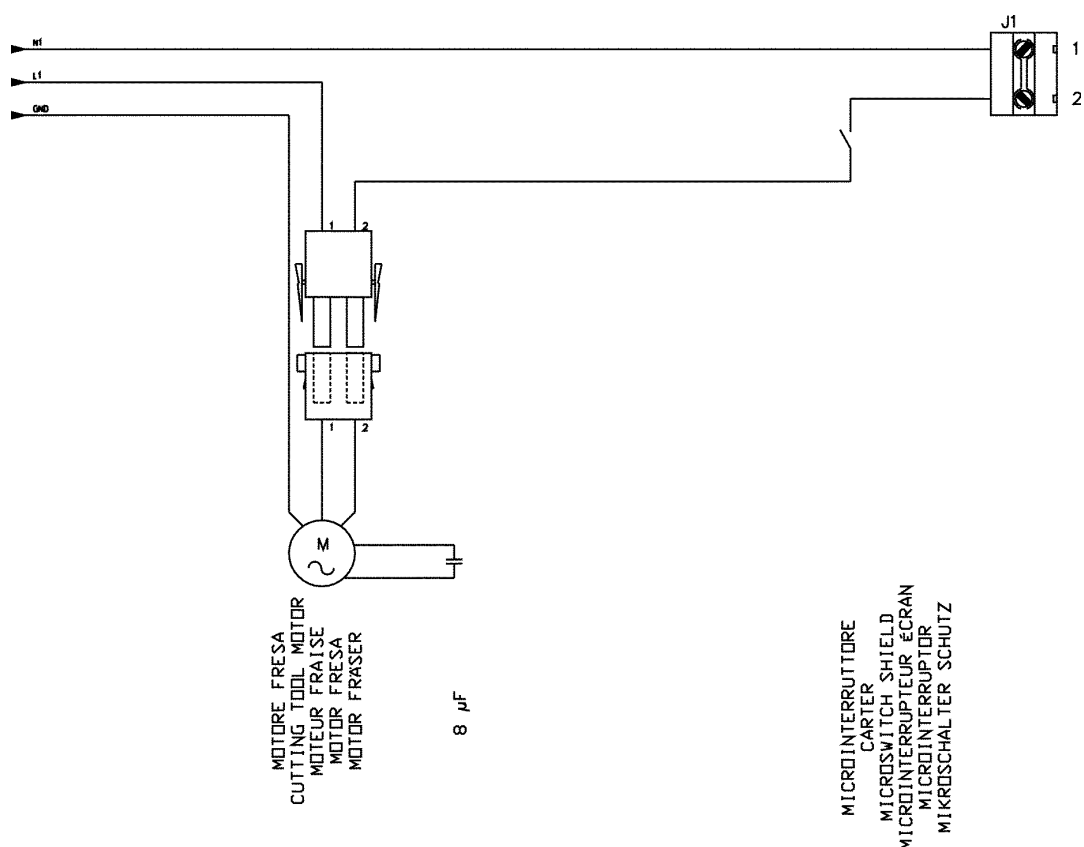 J1
N1
1
L1
2
GND
1 2
1 2
M
MOTORE FRESA
CUTTING TOOL MOTOR
MOTEUR FRAISE
MOTOR FRESA
MOTOR FRÄSER
8 µF
MICROINTERRUTTORE
CARTER
MICROSWITCH SHIELD
MICROINTERRUPTEUR ÉCRAN
MICROINTERRUPTOR
MIKROSCHALTER SCHUTZ